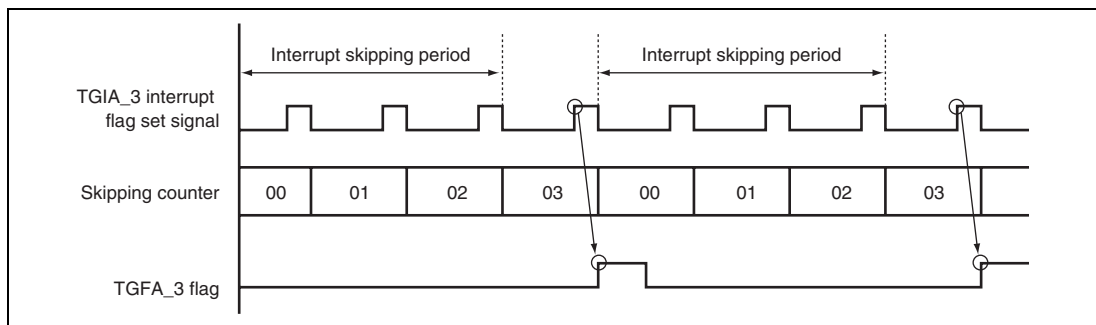 Interrupt skipping period Interrupt skipping period
TGIA_3 interrupt
flag set signal
Skipping counter 00 01 02 03 00 01 02 03
TGFA_3 flag